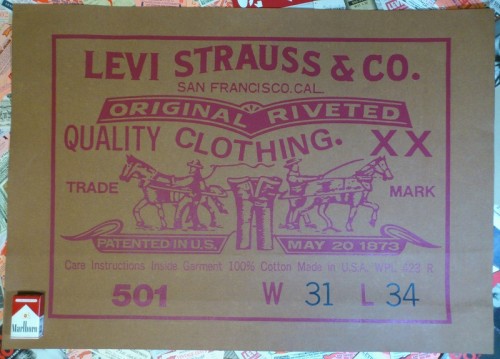 LEVI STRAUSS & CO.
SAN FRANCISCO.CAL.
ORIGINAL RIVETED
QUALITY CLOTHING. XX
TRADE MARK
PATENTED IN U.S. MAY 20 1873
Care Instructions Inside Garment 100% Cotton Made in U.S.A. WPL 423 R
501 W 31 L 34
Marlboro